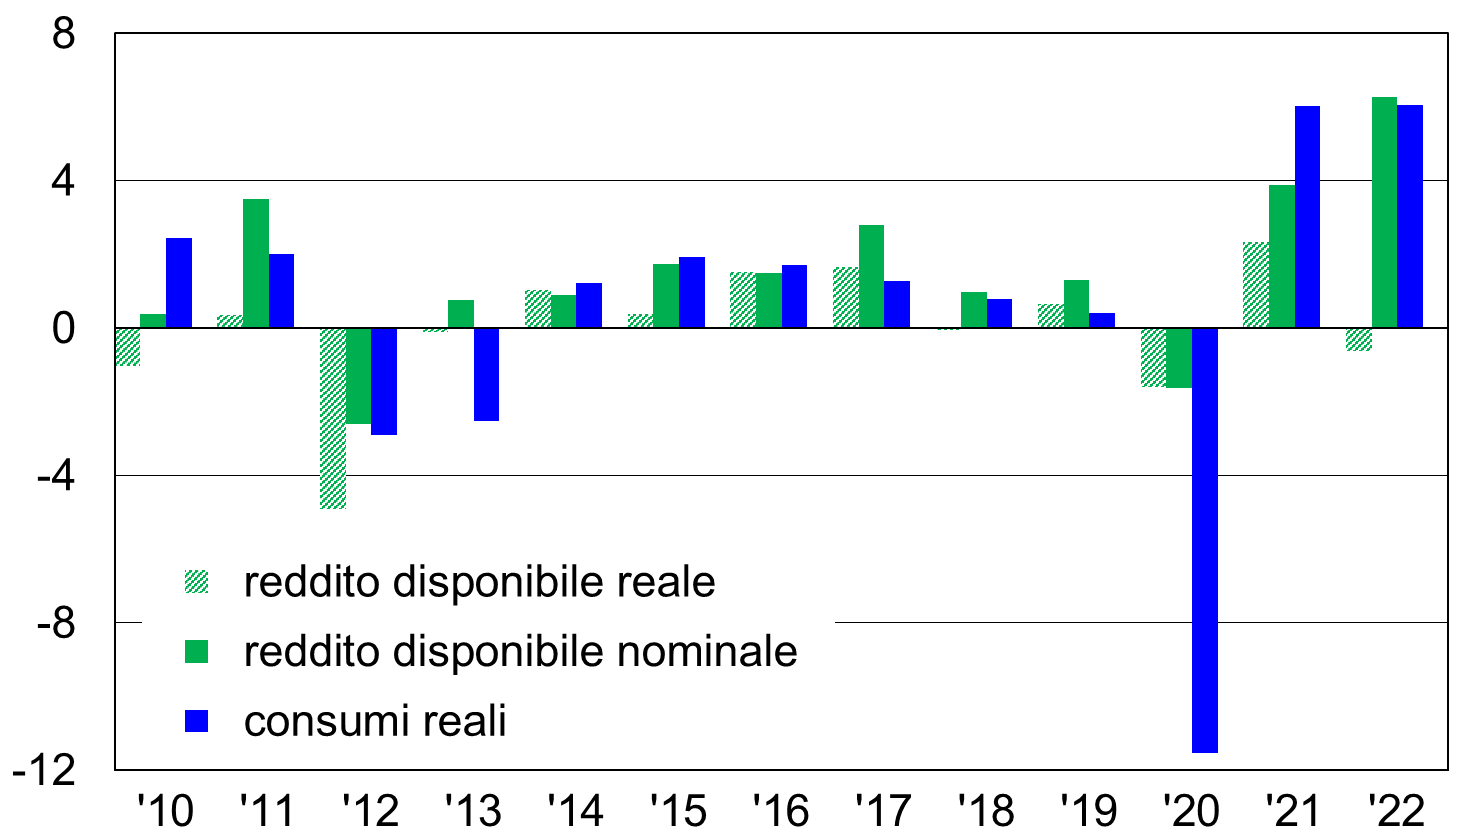 8
4
0
-4
-8
-12
reddito disponibile reale
reddito disponibile nominale
consumi reali
'10 '11 '12 '13 '14 '15 '16 '17 '18 '19 '20 '21 '22